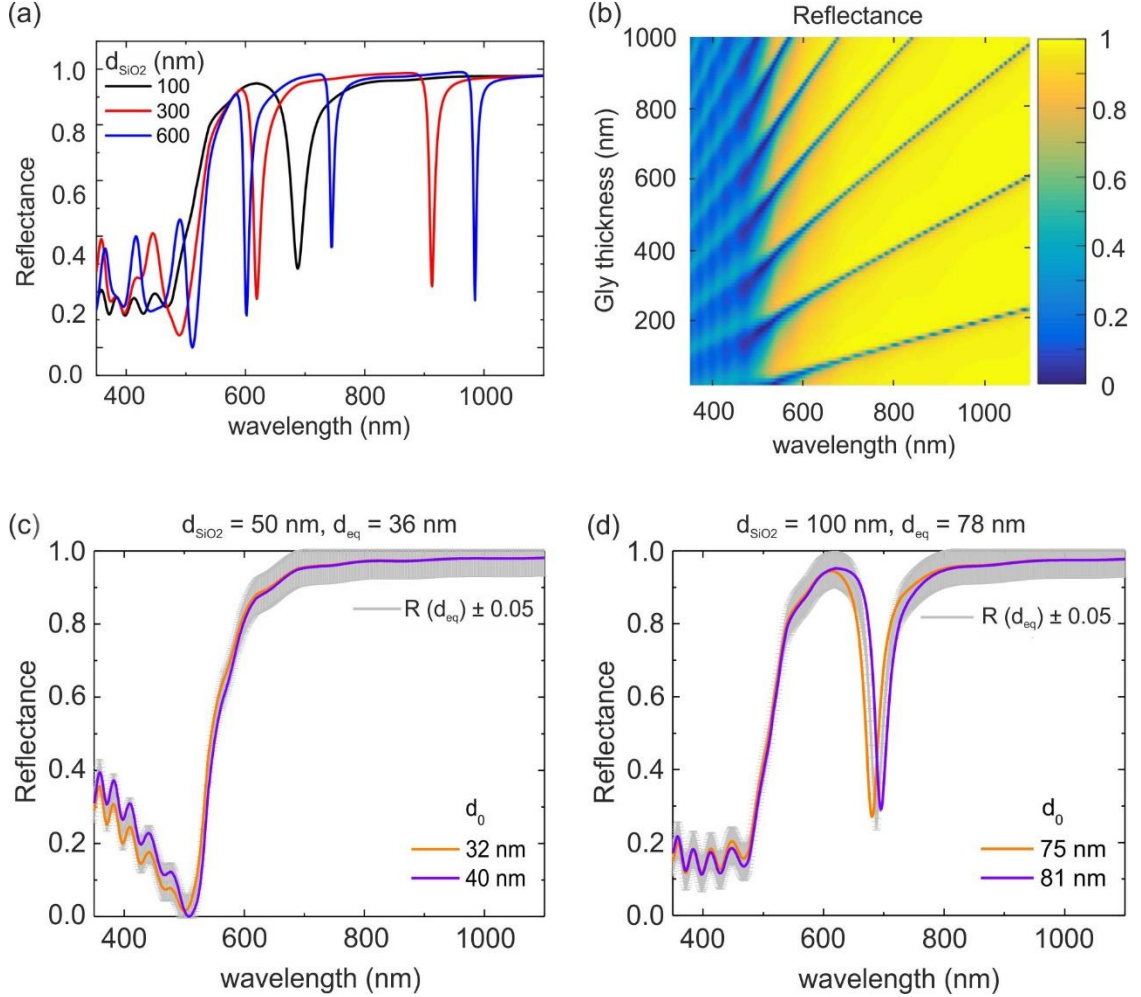 (a)
d_SiO2 (nm)
100
300
600
1.0
0.8
0.6
0.4
0.2
0.0
Reflectance
400 600 800 1000
wavelength (nm)
(b)
Reflectance
1000
800
600
400
200
Gly thickness (nm)
400 600 800 1000
wavelength (nm)
1
0.8
0.6
0.4
0.2
0
(c)
d_SiO2 = 50 nm, d_eq = 36 nm
1.0
0.8
0.6
0.4
0.2
0.0
Reflectance
R (d_eq) ± 0.05
d_0
32 nm
40 nm
400 600 800 1000
wavelength (nm)
(d)
d_SiO2 = 100 nm, d_eq = 78 nm
1.0
0.8
0.6
0.4
0.2
0.0
Reflectance
R (d_eq) ± 0.05
d_0
75 nm
81 nm
400 600 800 1000
wavelength (nm)